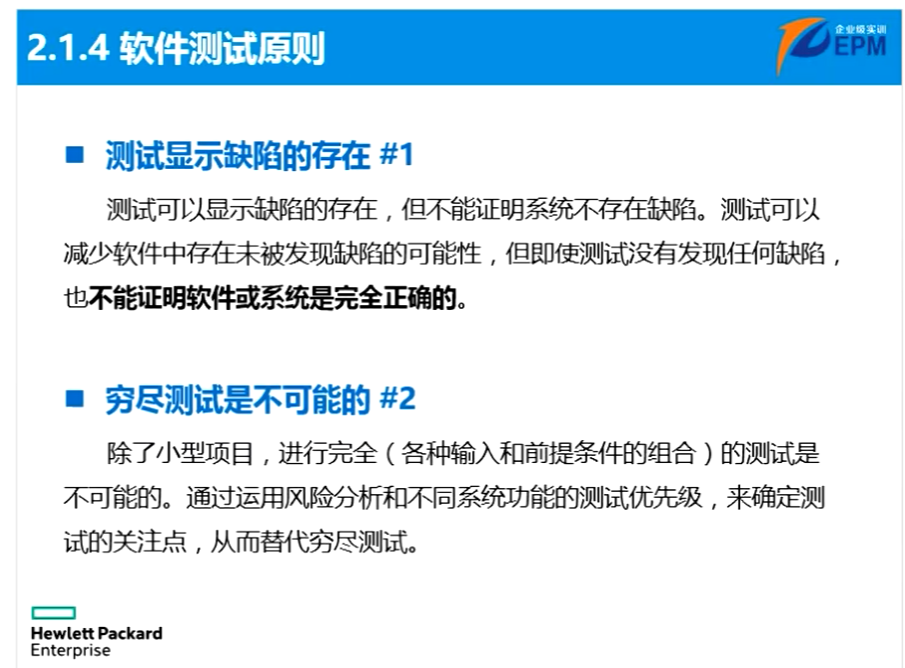 2.1.4 软件测试原则
企业级实训
EPM
■ 测试显示缺陷的存在 #1
测试可以显示缺陷的存在，但不能证明系统不存在缺陷。测试可以
减少软件中存在未被发现缺陷的可能性，但即使测试没有发现任何缺陷，
也不能证明软件或系统是完全正确的。
■ 穷尽测试是不可能的 #2
除了小型项目，进行完全（各种输入和前提条件的组合）的测试是
不可能的。通过运用风险分析和不同系统功能的测试优先级，来确定测
试的关注点，从而替代穷尽测试。
Hewlett Packard
Enterprise